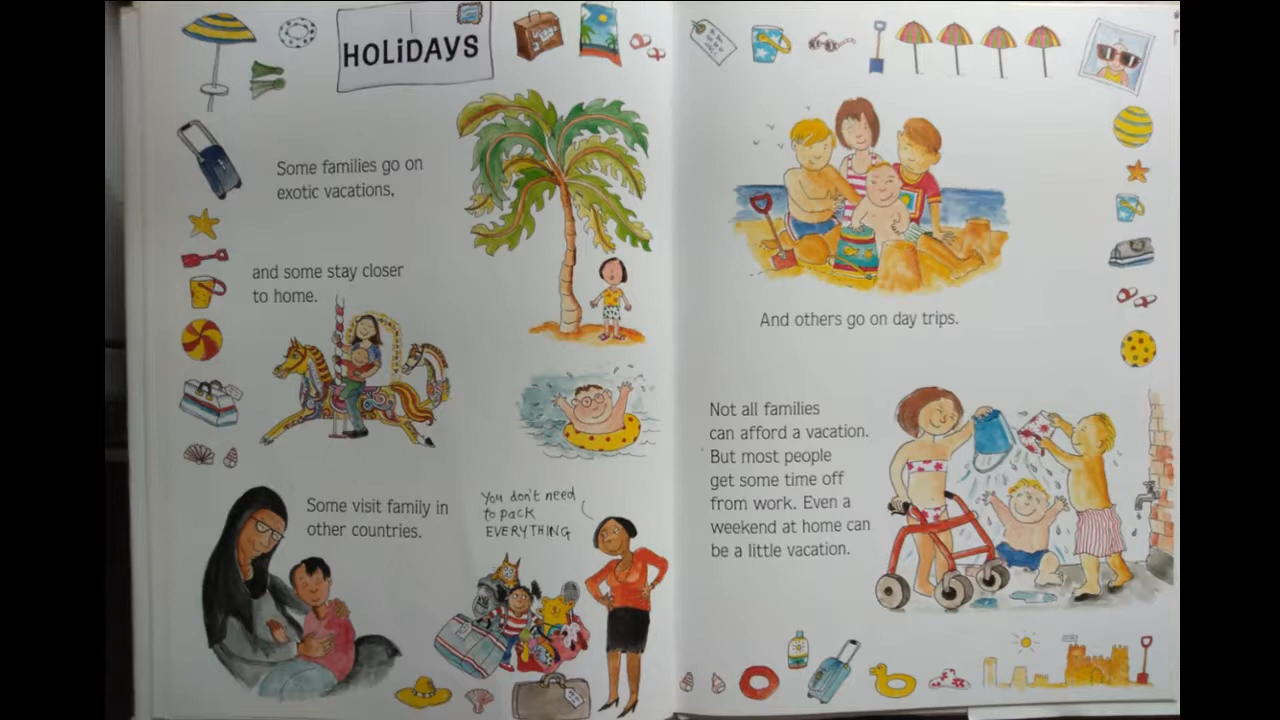 HOLiDAYS
Some families go on
exotic vacations,
and some stay closer
to home.
Some visit family in
other countries.
You don't need
to pack
EVERYTHING
And others go on day trips.
Not all families
can afford a vacation.
But most people
get some time off
from work. Even a
weekend at home can
be a little vacation.